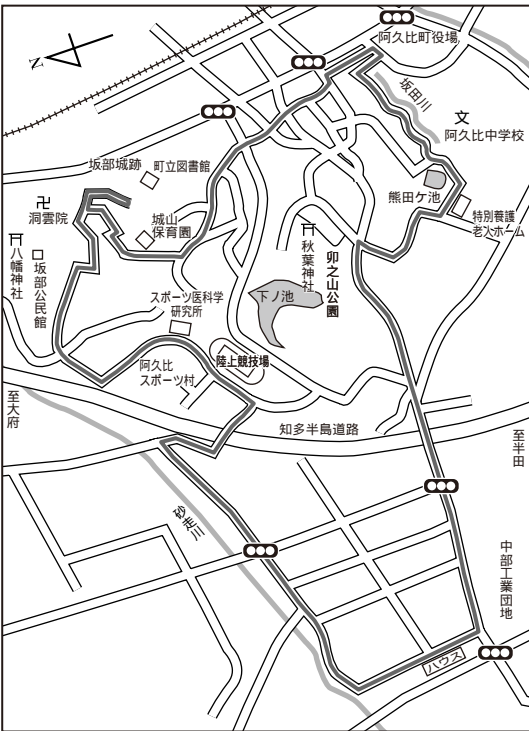 阿久比町役場
坂田川
N
文
阿久比中学校
坂部城跡
町立図書館
卍
洞雲院
熊田ケ池
特別養護
老人ホーム
城山
保育園
八幡神社
坂部公民館
秋葉神社
卯之山公園
スポーツ医科学
研究所
下ノ池
陸上競技場
阿久比
スポーツ村
至大府
知多半島道路
至半田
砂走川
中部工業団地
ハウス